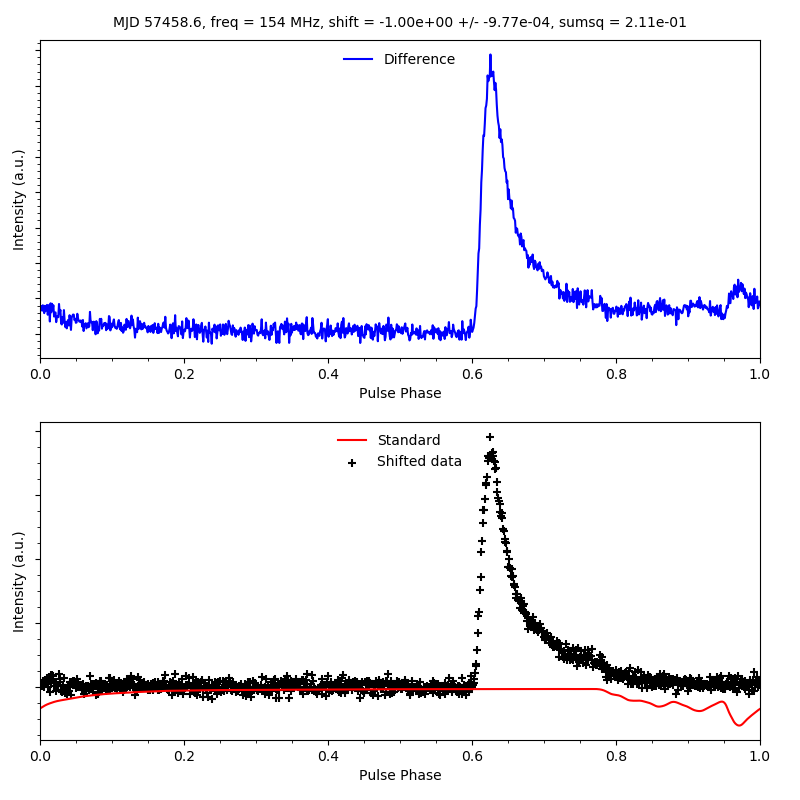 MJD 57458.6, freq = 154 MHz, shift = -1.00e+00 +/- -9.77e-04, sumsq = 2.11e-01
Difference
Intensity (a.u.)
0.0 0.2 0.4 0.6 0.8 1.0
Pulse Phase
Standard
Shifted data
Intensity (a.u.)
0.0 0.2 0.4 0.6 0.8 1.0
Pulse Phase